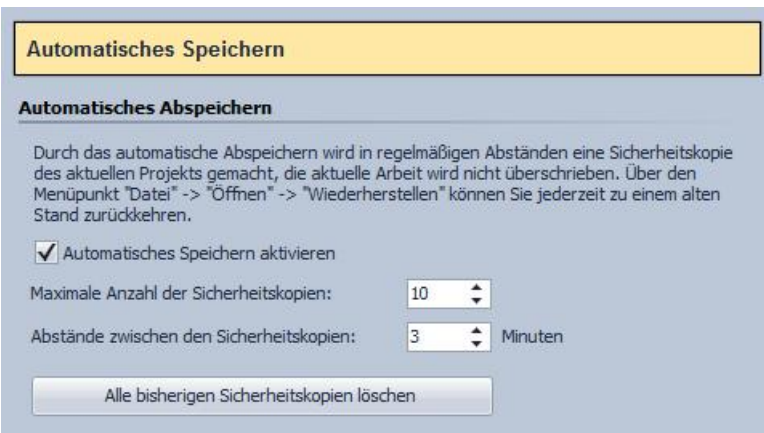 Automatisches Speichern
Automatisches Abspeichern
Durch das automatische Abspeichern wird in regelmäßigen Abständen eine Sicherheitskopie
des aktuellen Projekts gemacht, die aktuelle Arbeit wird nicht überschrieben. Über den
Menüpunkt "Datei" -> "Öffnen" -> "Wiederherstellen" können Sie jederzeit zu einem alten
Stand zurückkehren.
Automatisches Speichern aktivieren
Maximale Anzahl der Sicherheitskopien: 10
Abstände zwischen den Sicherheitskopien: 3 Minuten
Alle bisherigen Sicherheitskopien löschen